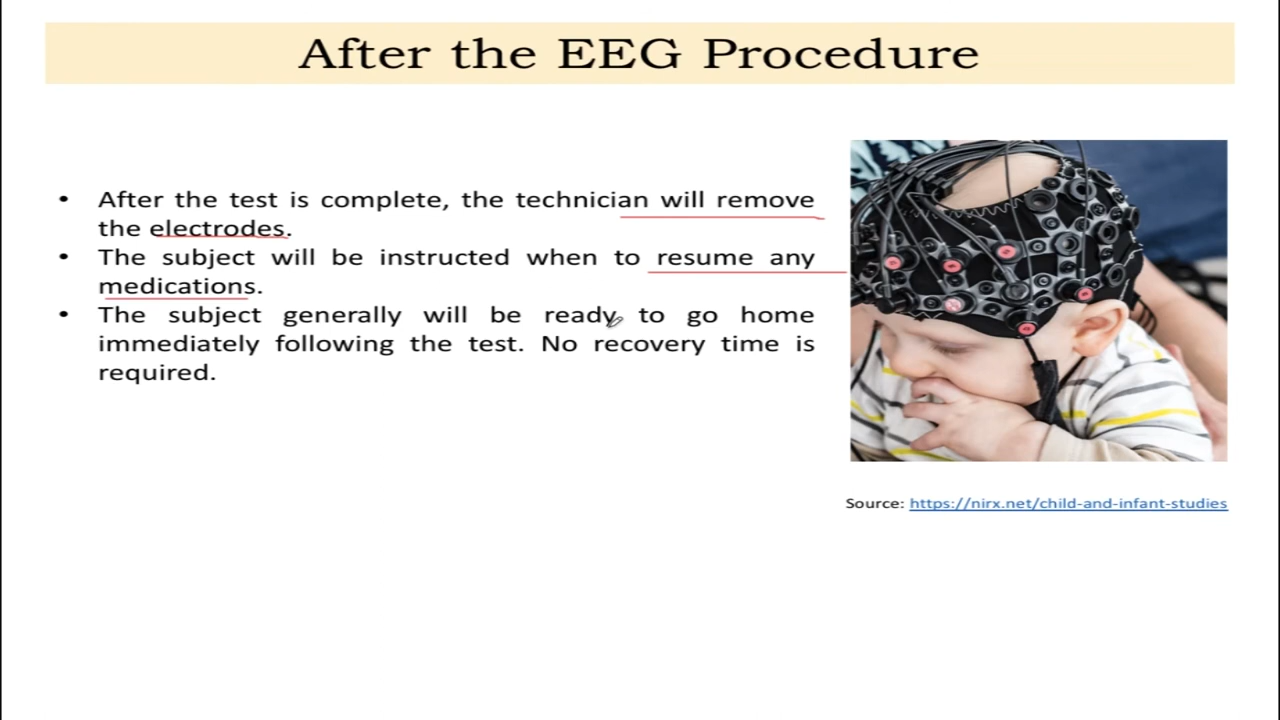 After the EEG Procedure
• After the test is complete, the technician will remove
the electrodes.
• The subject will be instructed when to resume any
medications.
• The subject generally will be ready to go home
immediately following the test. No recovery time is
required.
Source: https://nirx.net/child-and-infant-studies